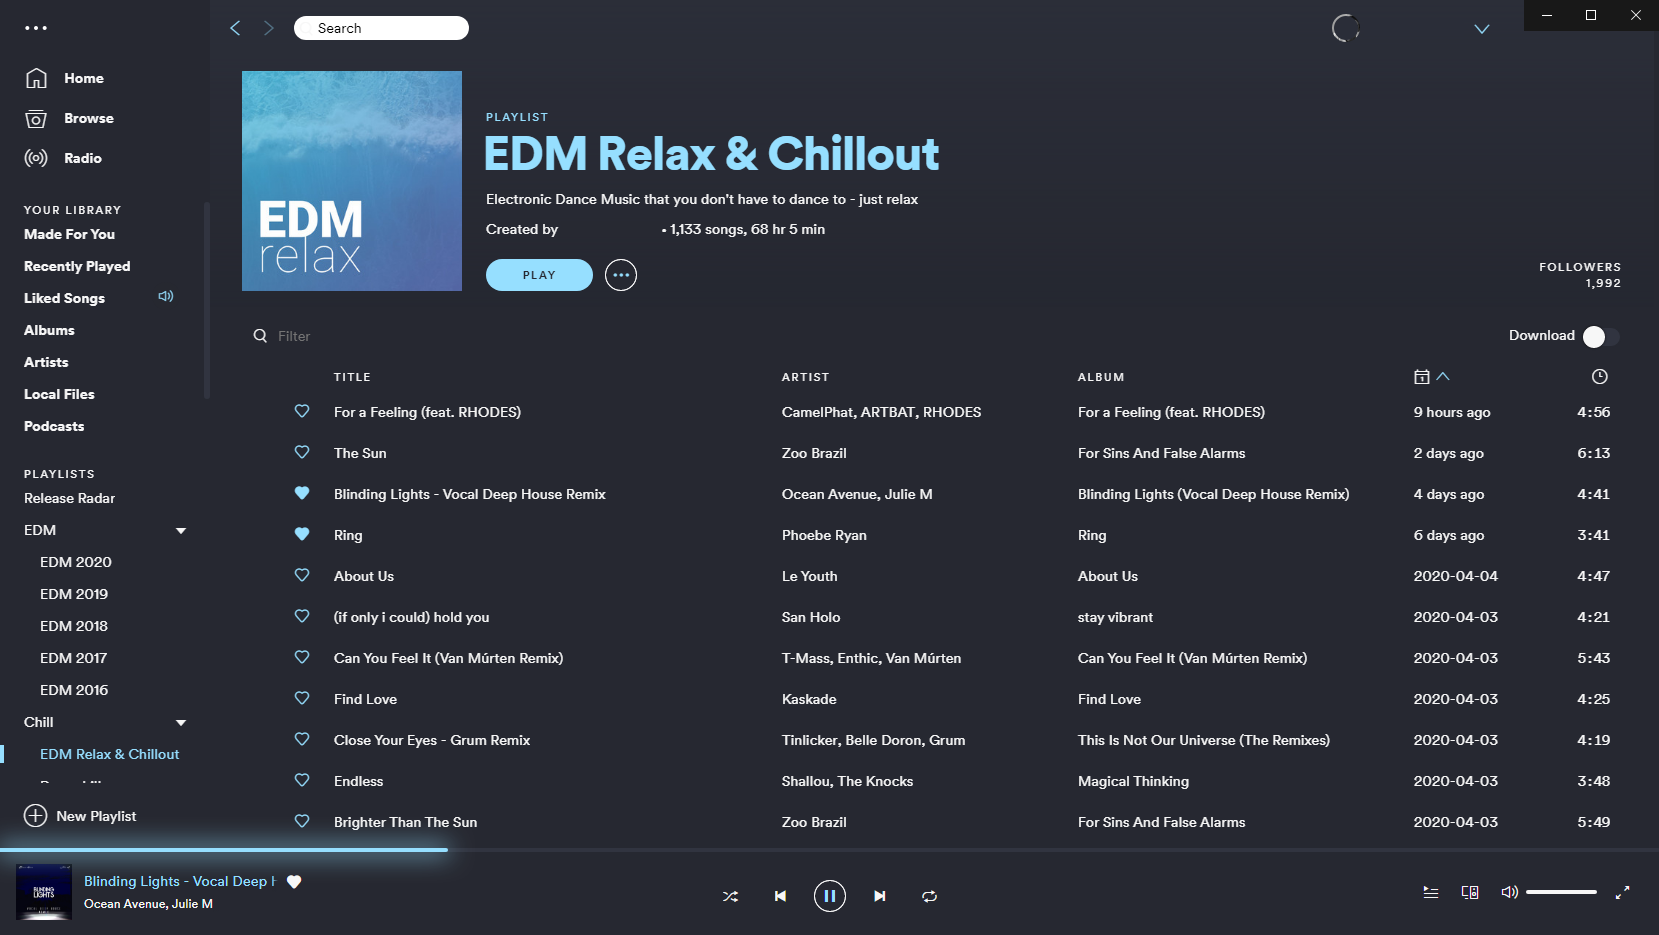 Search
Home
Browse
Radio
YOUR LIBRARY
Made For You
Recently Played
Liked Songs
Albums
Artists
Local Files
Podcasts
PLAYLISTS
Release Radar
EDM
EDM 2020
EDM 2019
EDM 2018
EDM 2017
EDM 2016
Chill
EDM Relax & Chillout
New Playlist
EDM
relax
PLAYLIST
EDM Relax & Chillout
Electronic Dance Music that you don't have to dance to - just relax
Created by • 1,133 songs, 68 hr 5 min
PLAY
FOLLOWERS
1,992
Filter
Download
TITLE ARTIST ALBUM
For a Feeling (feat. RHODES) CamelPhat, ARTBAT, RHODES For a Feeling (feat. RHODES) 9 hours ago 4:56
The Sun Zoo Brazil For Sins And False Alarms 2 days ago 6:13
Blinding Lights - Vocal Deep House Remix Ocean Avenue, Julie M Blinding Lights (Vocal Deep House Remix) 4 days ago 4:41
Ring Phoebe Ryan Ring 6 days ago 3:41
About Us Le Youth About Us 2020-04-04 4:47
(if only i could) hold you San Holo stay vibrant 2020-04-03 4:21
Can You Feel It (Van Múrten Remix) T-Mass, Enthic, Van Múrten Can You Feel It (Van Múrten Remix) 2020-04-03 5:43
Find Love Kaskade Find Love 2020-04-03 4:25
Close Your Eyes - Grum Remix Tinlicker, Belle Doron, Grum This Is Not Our Universe (The Remixes) 2020-04-03 4:19
Endless Shallou, The Knocks Magical Thinking 2020-04-03 3:48
Brighter Than The Sun Zoo Brazil For Sins And False Alarms 2020-04-03 5:49
BLINDING
LIGHTS
Blinding Lights - Vocal Deep
Ocean Avenue, Julie M